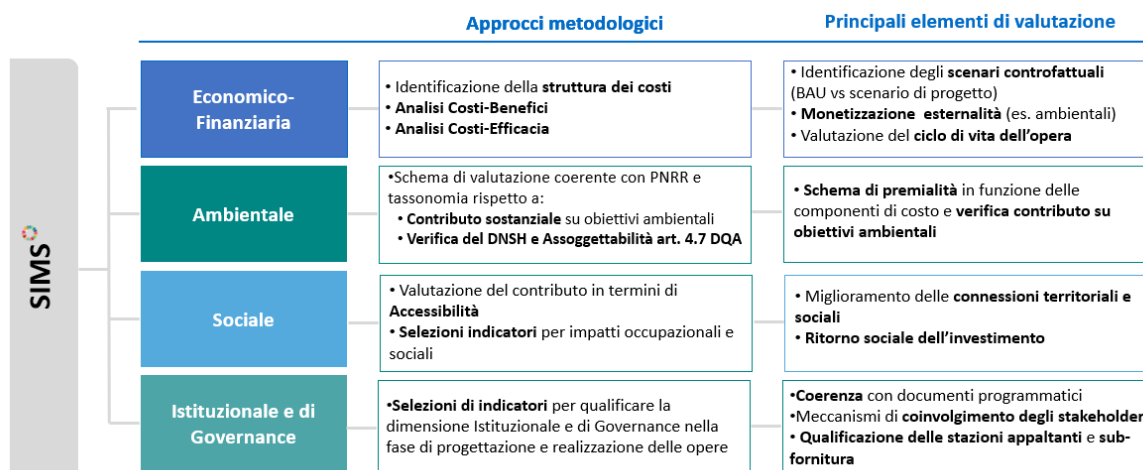 Approcci metodologici
Principali elementi di valutazione
SIMS
Economico-
Finanziaria
• Identificazione della struttura dei costi
• Analisi Costi-Benefici
• Analisi Costi-Efficacia
• Identificazione degli scenari controfattuali
(BAU vs scenario di progetto)
• Monetizzazione esternalità (es. ambientali)
• Valutazione del ciclo di vita dell'opera
Ambientale
•Schema di valutazione coerente con PNRR e
tassonomia rispetto a:
• Contributo sostanziale su obiettivi ambientali
• Verifica del DNSH e Assoggettabilità art. 4.7 DQA
• Schema di premialità in funzione delle
componenti di costo e verifica contributo su
obiettivi ambientali
Sociale
• Valutazione del contributo in termini di
Accessibilità
• Selezioni indicatori per impatti occupazionali e
sociali
• Miglioramento delle connessioni territoriali e
sociali
• Ritorno sociale dell'investimento
Istituzionale e di
Governance
•Selezioni di indicatori per qualificare la
dimensione Istituzionale e di Governance nella
fase di progettazione e realizzazione delle opere
•Coerenza con documenti programmatici
•Meccanismi di coinvolgimento degli stakeholder
• Qualificazione delle stazioni appaltanti e sub-
fornitura